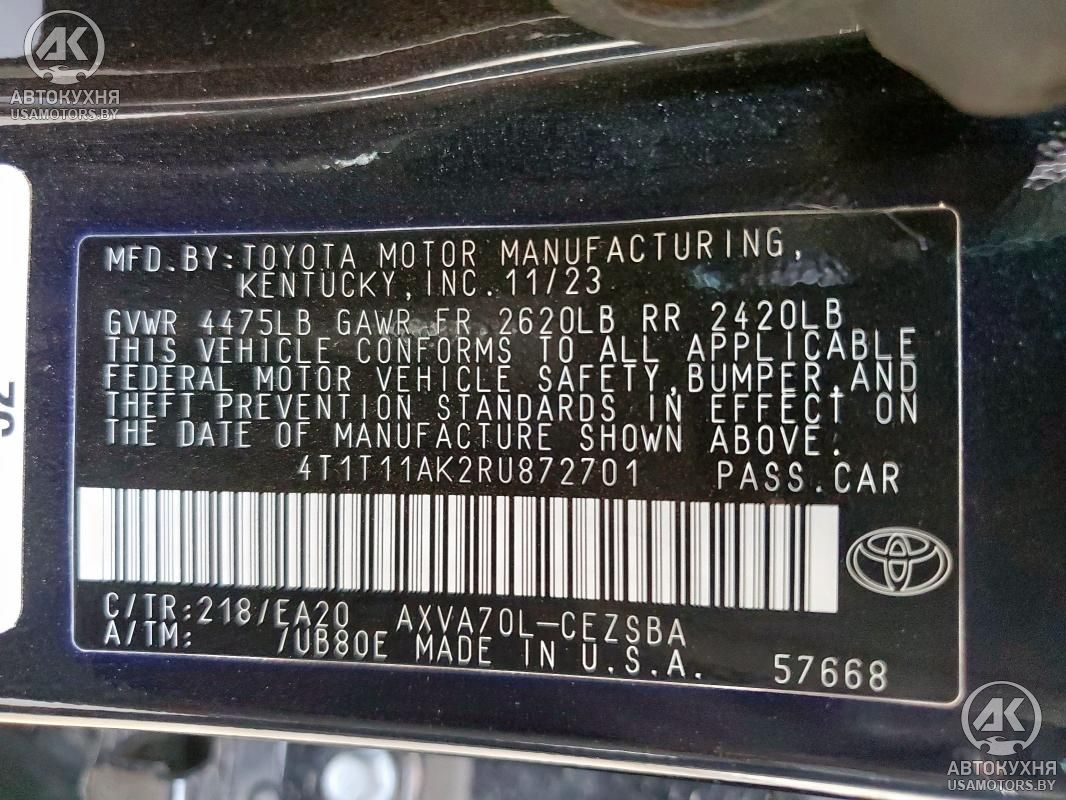 AK
АВТОКУХНЯ
USAMOTORS.BY
MFD.BY:TOYOTA MOTOR MANUFACTURING,
KENTUCKY,INC.11/23
GVWR 4475LB GAWR FR 2620LB RR 2420LB
THIS VEHICLE CONFORMS TO ALL APPLICABLE
FEDERAL MOTOR VEHICLE SAFETY,BUMPER,AND
THEFT PREVENTION STANDARDS IN EFFECT ON
THE DATE OF MANUFACTURE SHOWN ABOVE:
4T1T11AK2RU872701 PASS.CAR
C/TR:218/EA20 AXVA70L-CEZSBA
A/TM: /UB80E MADE IN U.S.A. 57668
AK
АВТОКУХНЯ
USAMOTORS.BY